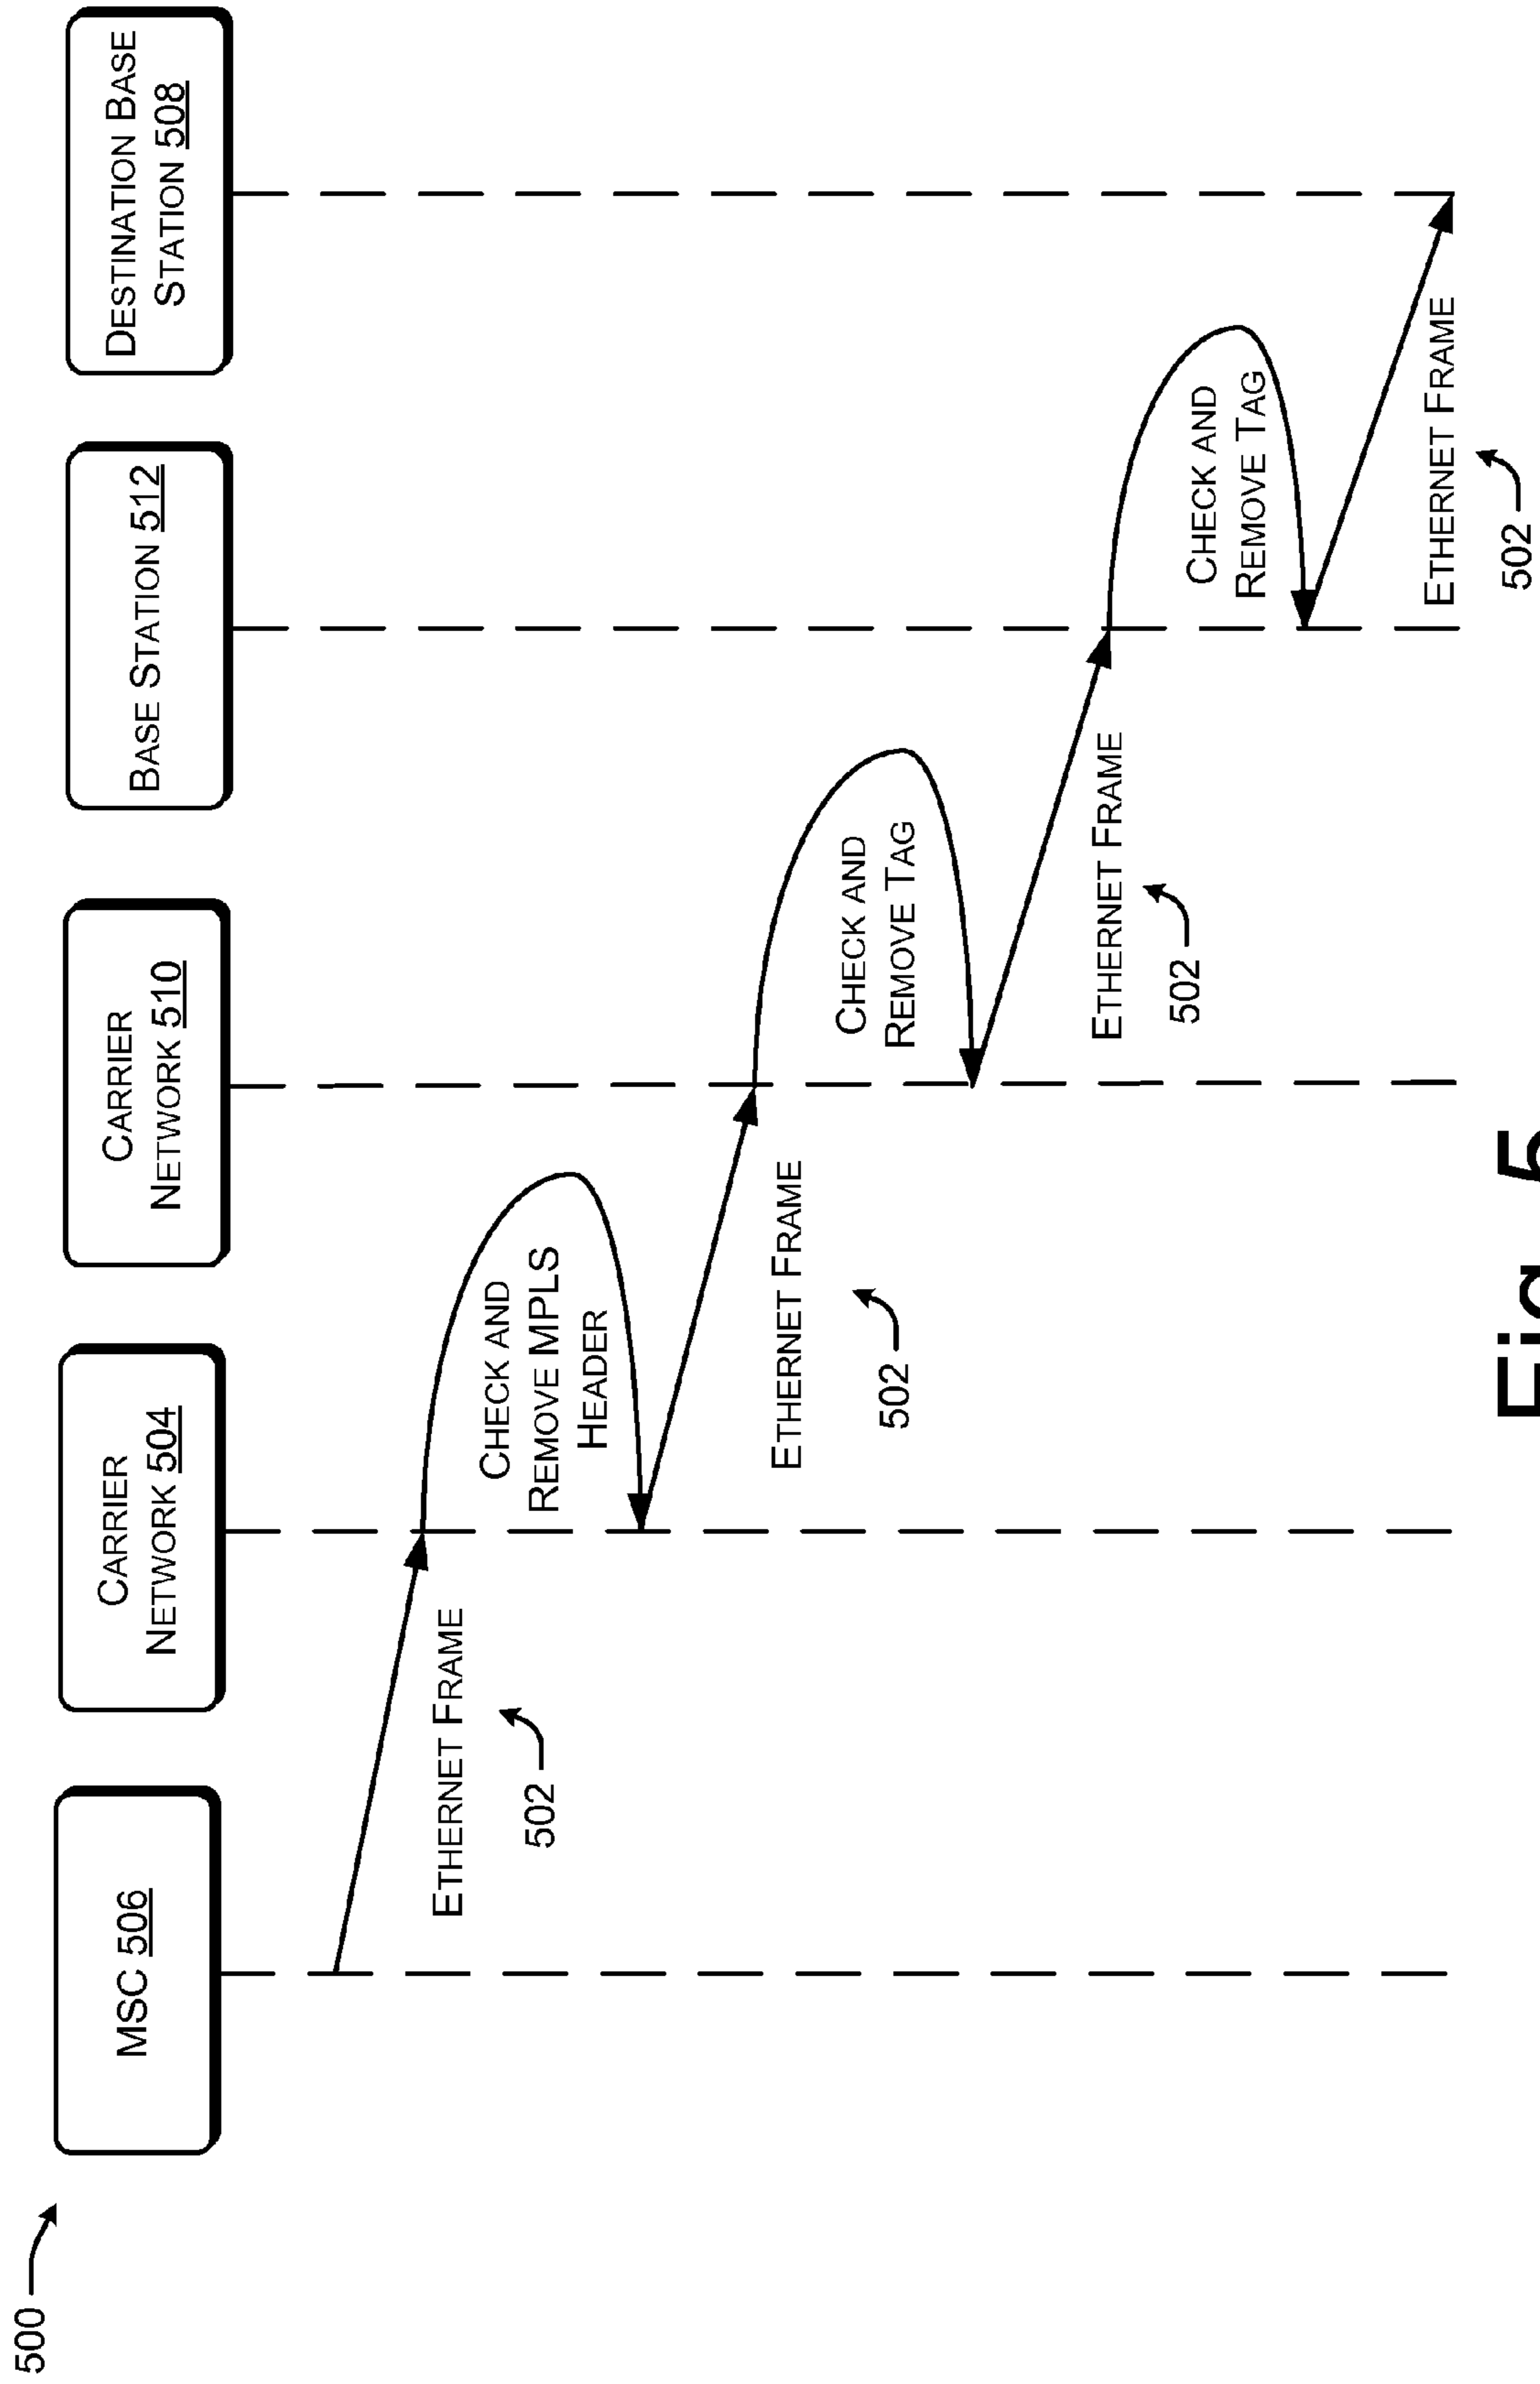 500
MSC 506
CARRIER
NETWORK 504
CARRIER
NETWORK 510
BASE STATION 512
DESTINATION BASE
STATION 508
ETHERNET FRAME
502
CHECK AND
REMOVE MPLS
HEADER
ETHERNET FRAME
502
CHECK AND
REMOVE TAG
ETHERNET FRAME
502
CHECK AND
REMOVE TAG
ETHERNET FRAME
502
Fig. 5